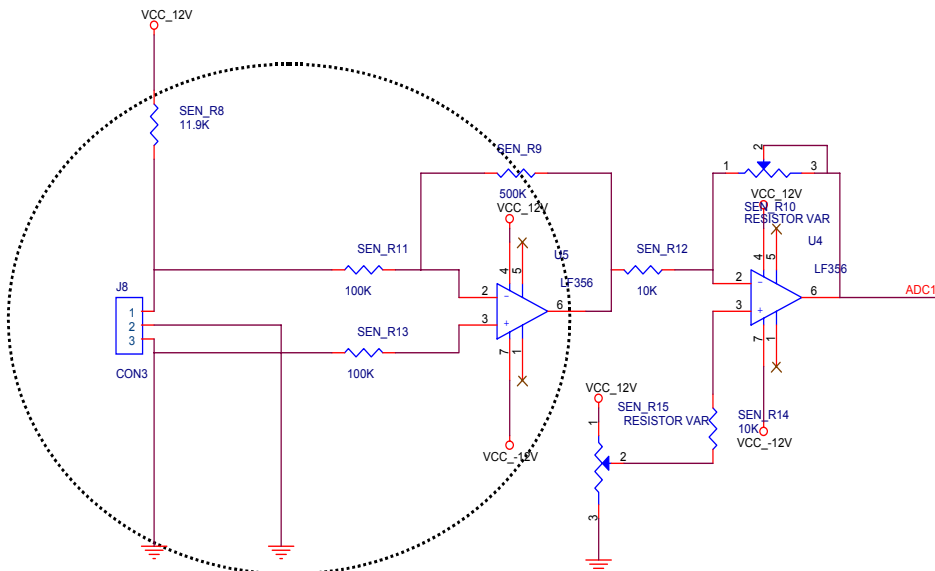 VCC_12V
SEN_R8
11.9K
SEN_R9
500K
VCC_12V
2
1
3
VCC_12V
SEN_R10
RESISTOR VAR
SEN_R11
100K
4
5
U5
LF356
SEN_R12
10K
4
5
U4
LF356
J8
1
2
3
CON3
2
3
6
7
1
2
3
6
7
1
ADC1
SEN_R13
100K
VCC_12V
SEN_R15
RESISTOR VAR
SEN_R14
10K
VCC_-12V
VCC_-12V
1
2
3